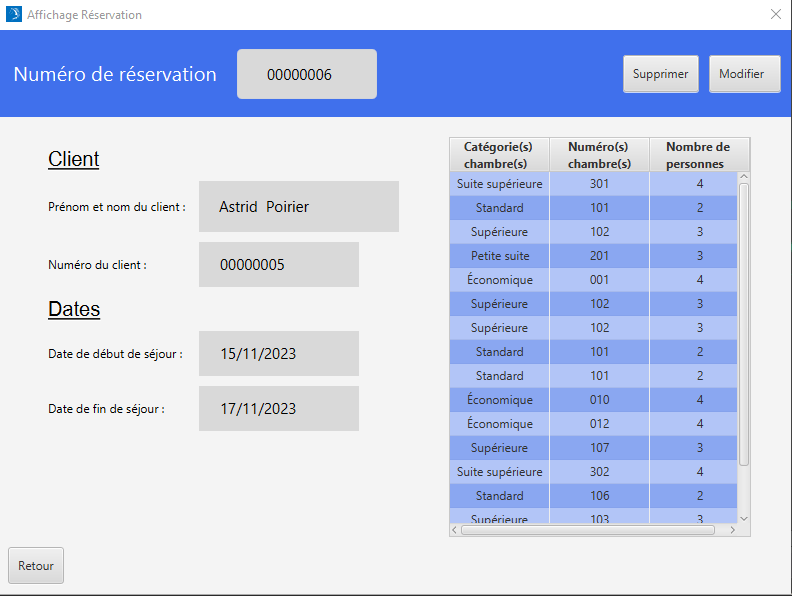 Affichage Réservation
Numéro de réservation 00000006 Supprimer Modifier
Client
Prénom et nom du client : Astrid Poirier
Numéro du client : 00000005
Dates
Date de début de séjour : 15/11/2023
Date de fin de séjour : 17/11/2023
Catégorie(s) chambre(s) Numéro(s) chambre(s) Nombre de personnes
Suite supérieure 301 4
Standard 101 2
Supérieure 102 3
Petite suite 201 3
Économique 001 4
Supérieure 102 3
Supérieure 102 3
Standard 101 2
Standard 101 2
Économique 010 4
Économique 012 4
Supérieure 107 3
Suite supérieure 302 4
Standard 106 2
Supérieure 103 3
Retour